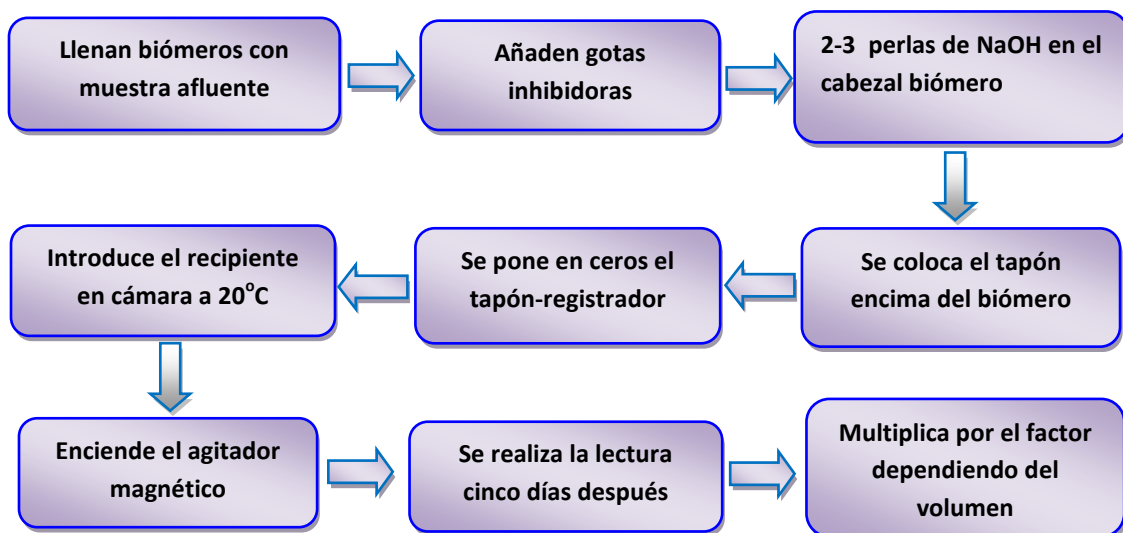 Llenan biómeros con
muestra afluente
Añaden gotas
inhibidoras
2-3 perlas de NaOH en el
cabezal biómero
Se coloca el tapón
encima del biómero
Se pone en ceros el
tapón-registrador
Introduce el recipiente
en cámara a 20°C
Enciende el agitador
magnético
Se realiza la lectura
cinco días después
Multiplica por el factor
dependiendo del
volumen